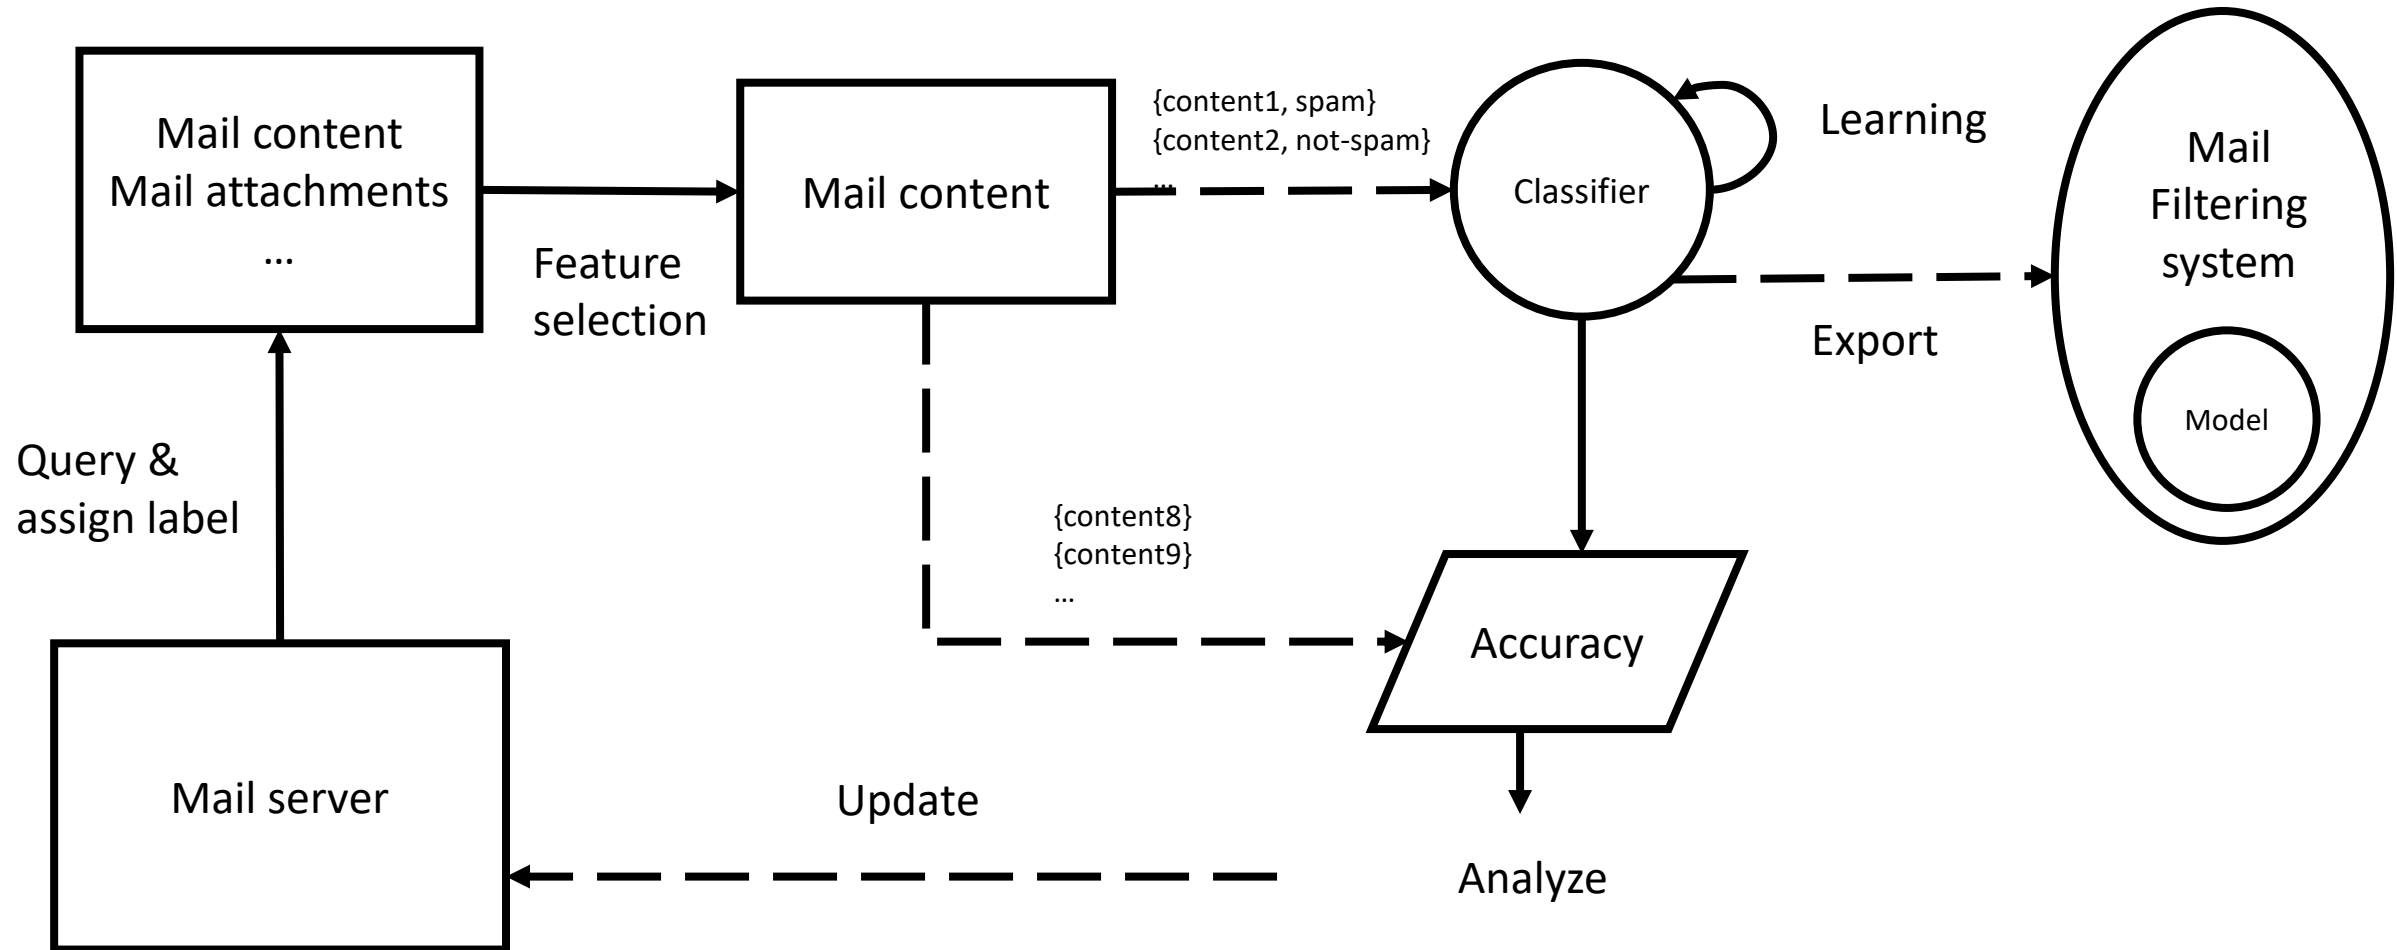 Mail content
Mail attachments
...
Feature
selection
Mail content
{content1, spam}
{content2, not-spam}
...
Classifier
Learning
Export
Mail
Filtering
system
Model
Query &
assign label
{content8}
{content9}
...
Accuracy
Mail server
Update
Analyze